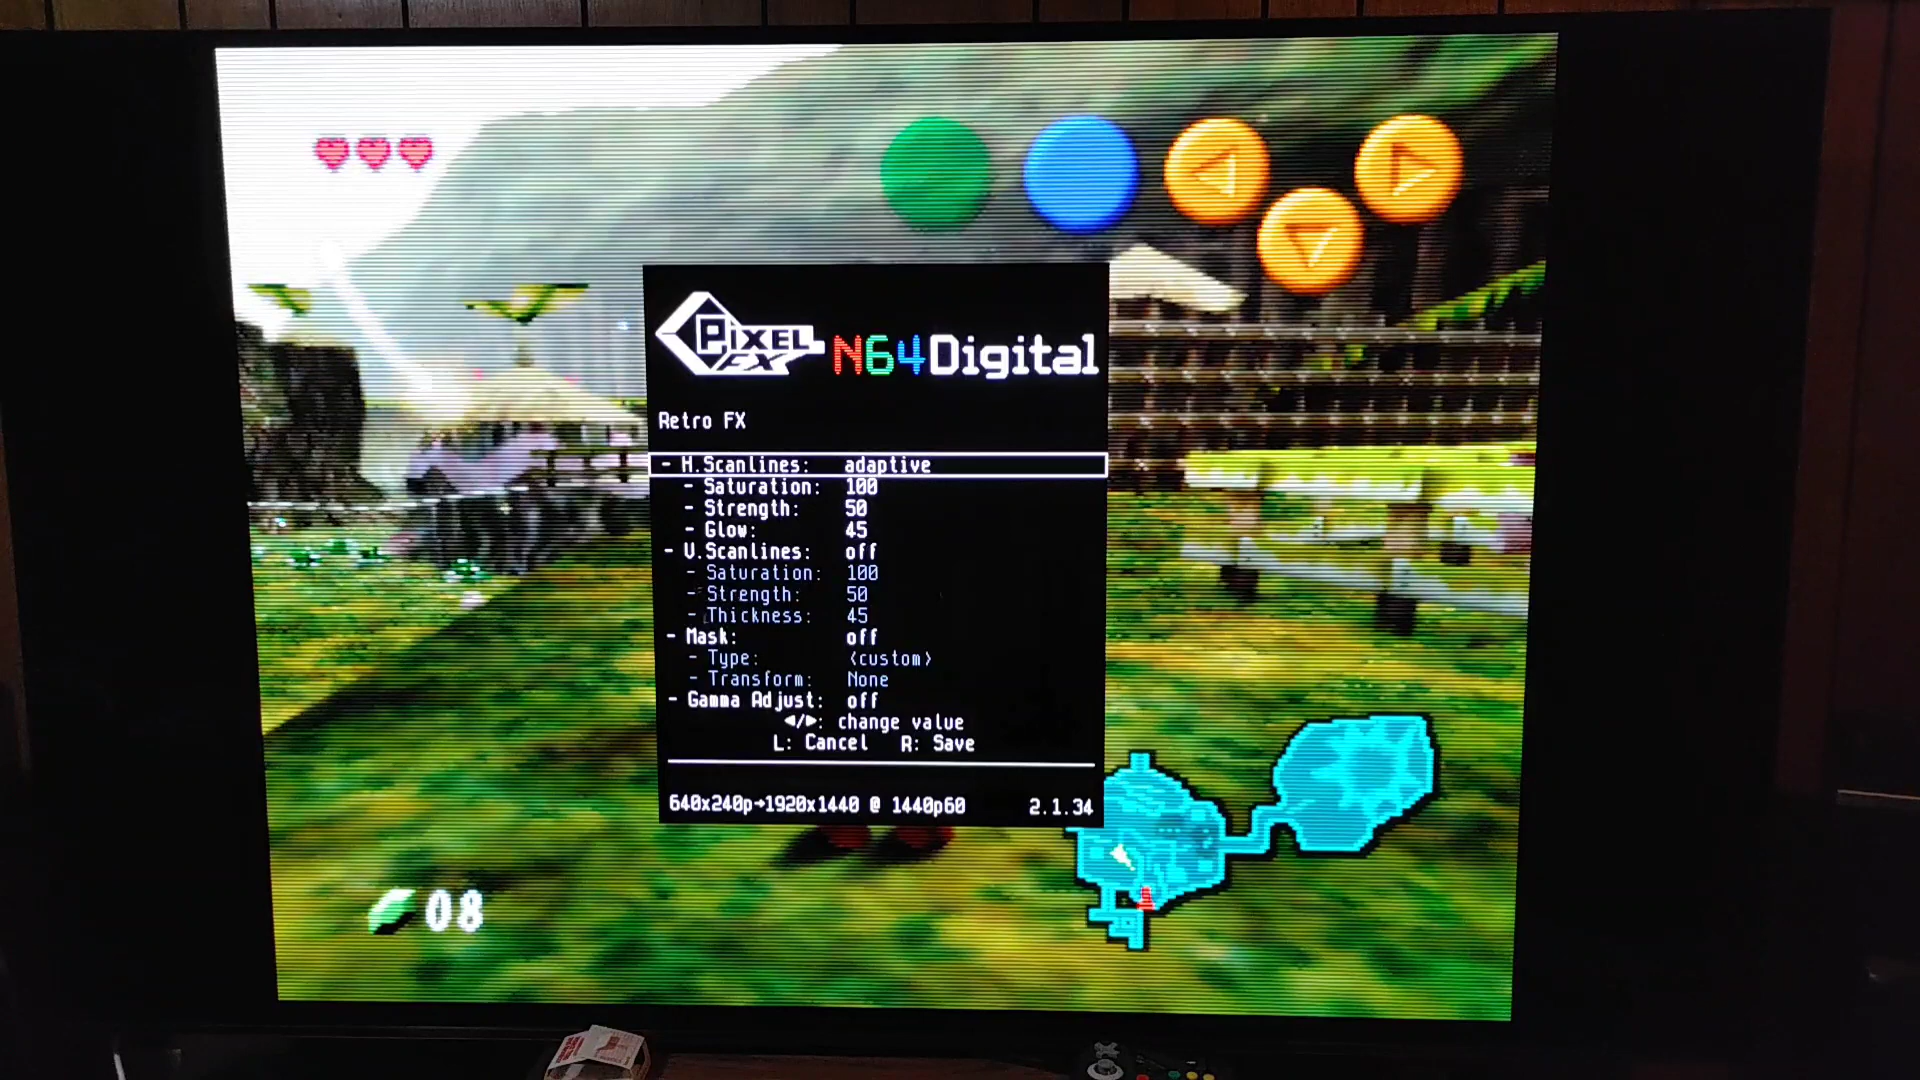 PIXEL FX N64Digital
Retro FX
- H.Scanlines: adaptive
- Saturation: 100
- Strength: 50
- Glow: 45
- V.Scanlines: off
- Saturation: 100
- Strength: 50
- Thickness: 45
- Mask: off
- Type: <custom>
- Transform: None
- Gamma Adjust: off
◄/►: change value
L: Cancel R: Save
640x240p→1920x1440 @ 1440p60 2.1.34
08